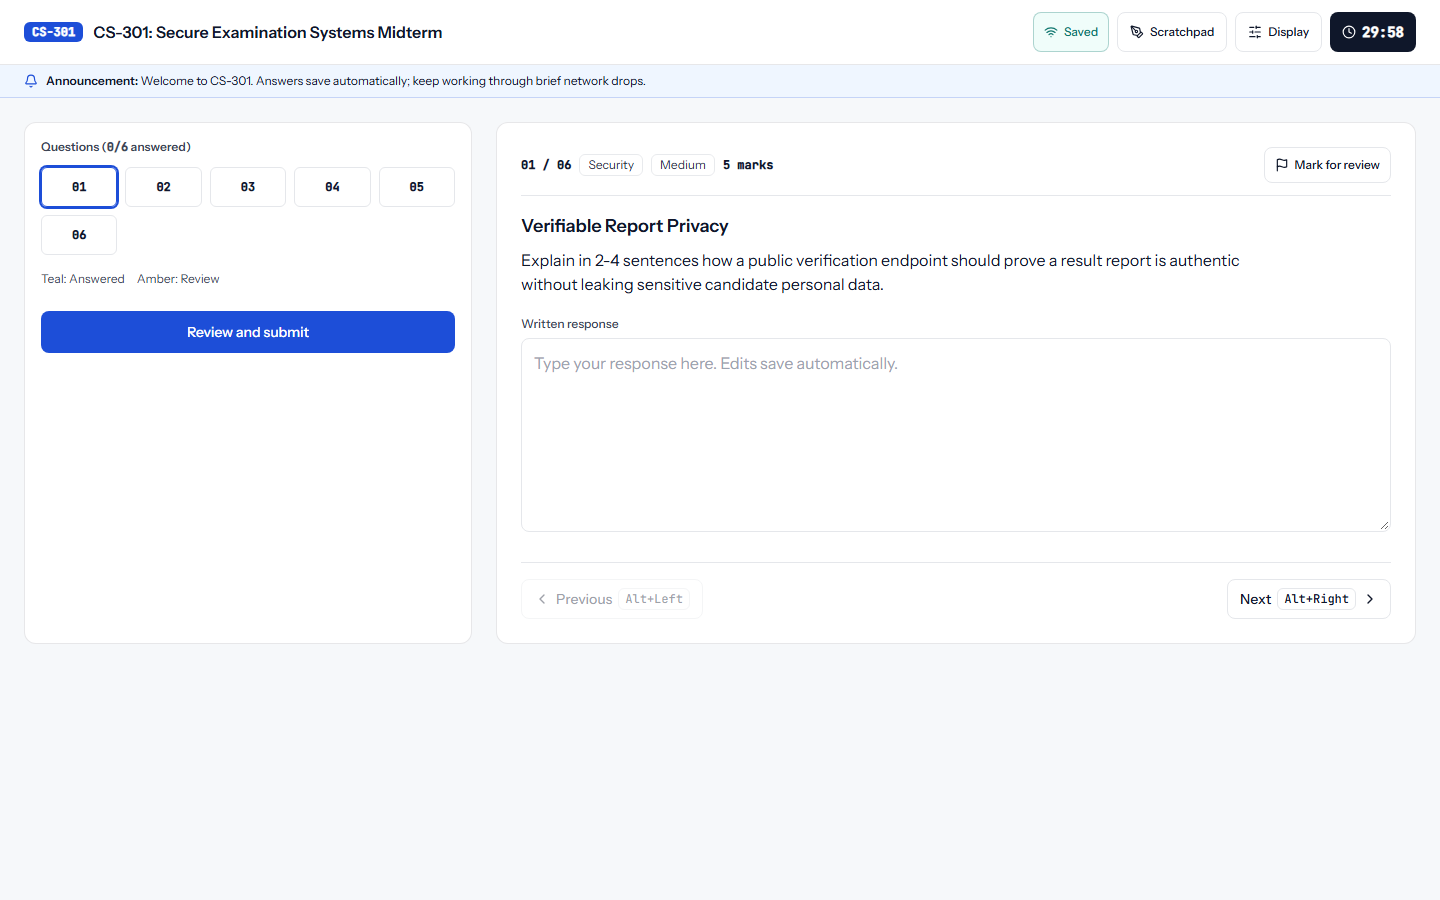 CS-301 CS-301: Secure Examination Systems Midterm
Saved
Scratchpad
Display
29:58
Announcement: Welcome to CS-301. Answers save automatically; keep working through brief network drops.
Questions (0/6 answered)
01 02 03 04 05
06
Teal: Answered Amber: Review
Review and submit
01 / 06 Security Medium 5 marks
Mark for review
Verifiable Report Privacy
Explain in 2-4 sentences how a public verification endpoint should prove a result report is authentic
without leaking sensitive candidate personal data.
Written response
Type your response here. Edits save automatically.
Previous Alt+Left
Next Alt+Right